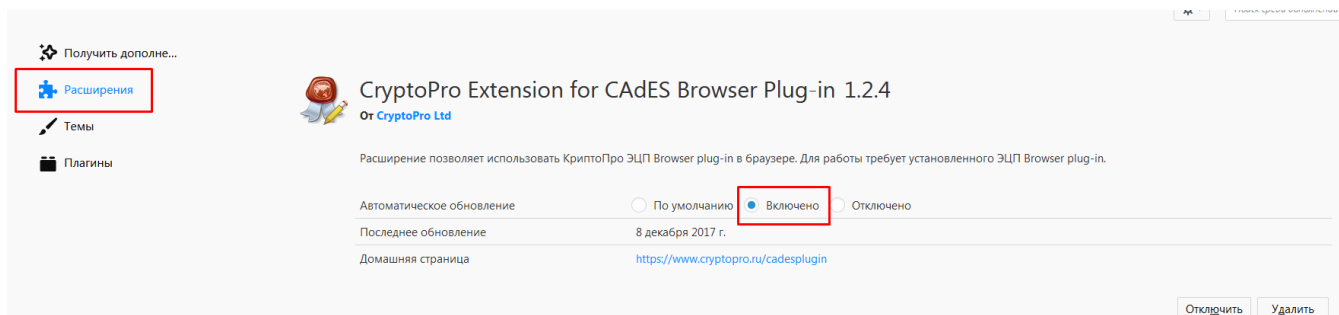 Получить дополне...
Расширения
Темы
Плагины
CryptoPro Extension for CAdES Browser Plug-in 1.2.4
От CryptoPro Ltd
Расширение позволяет использовать КриптоПро ЭЦП Browser plug-in в браузере. Для работы требует установленного ЭЦП Browser plug-in.
Автоматическое обновление По умолчанию Включено Отключено
Последнее обновление 8 декабря 2017 г.
Домашняя страница https://www.cryptopro.ru/cadesplugin
Отключить Удалить